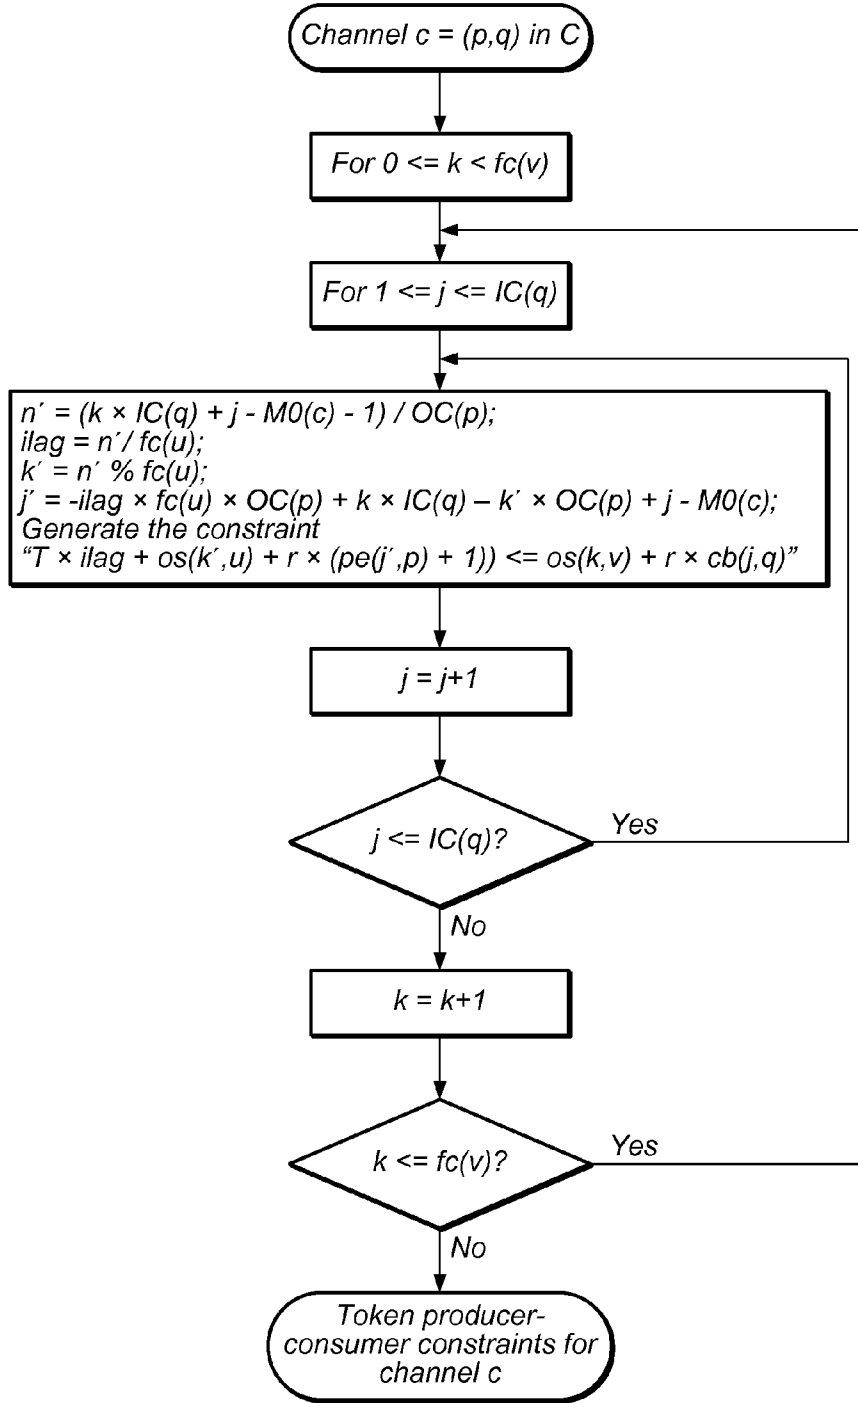 Channel c = (p,q) in C
For 0 <= k < fc(v)
For 1 <= j <= IC(q)
n´ = (k × IC(q) + j - M0(c) - 1) / OC(p);
ilag = n´/ fc(u);
k´ = n´ % fc(u);
j´ = -ilag × fc(u) × OC(p) + k × IC(q) – k´ × OC(p) + j - M0(c);
Generate the constraint
“T × ilag + os(k´,u) + r × (pe(j´,p) + 1)) <= os(k,v) + r × cb(j,q)”
j = j+1
j <= IC(q)?
Yes
No
k = k+1
k <= fc(v)?
Yes
No
Token producer-
consumer constraints for
channel c